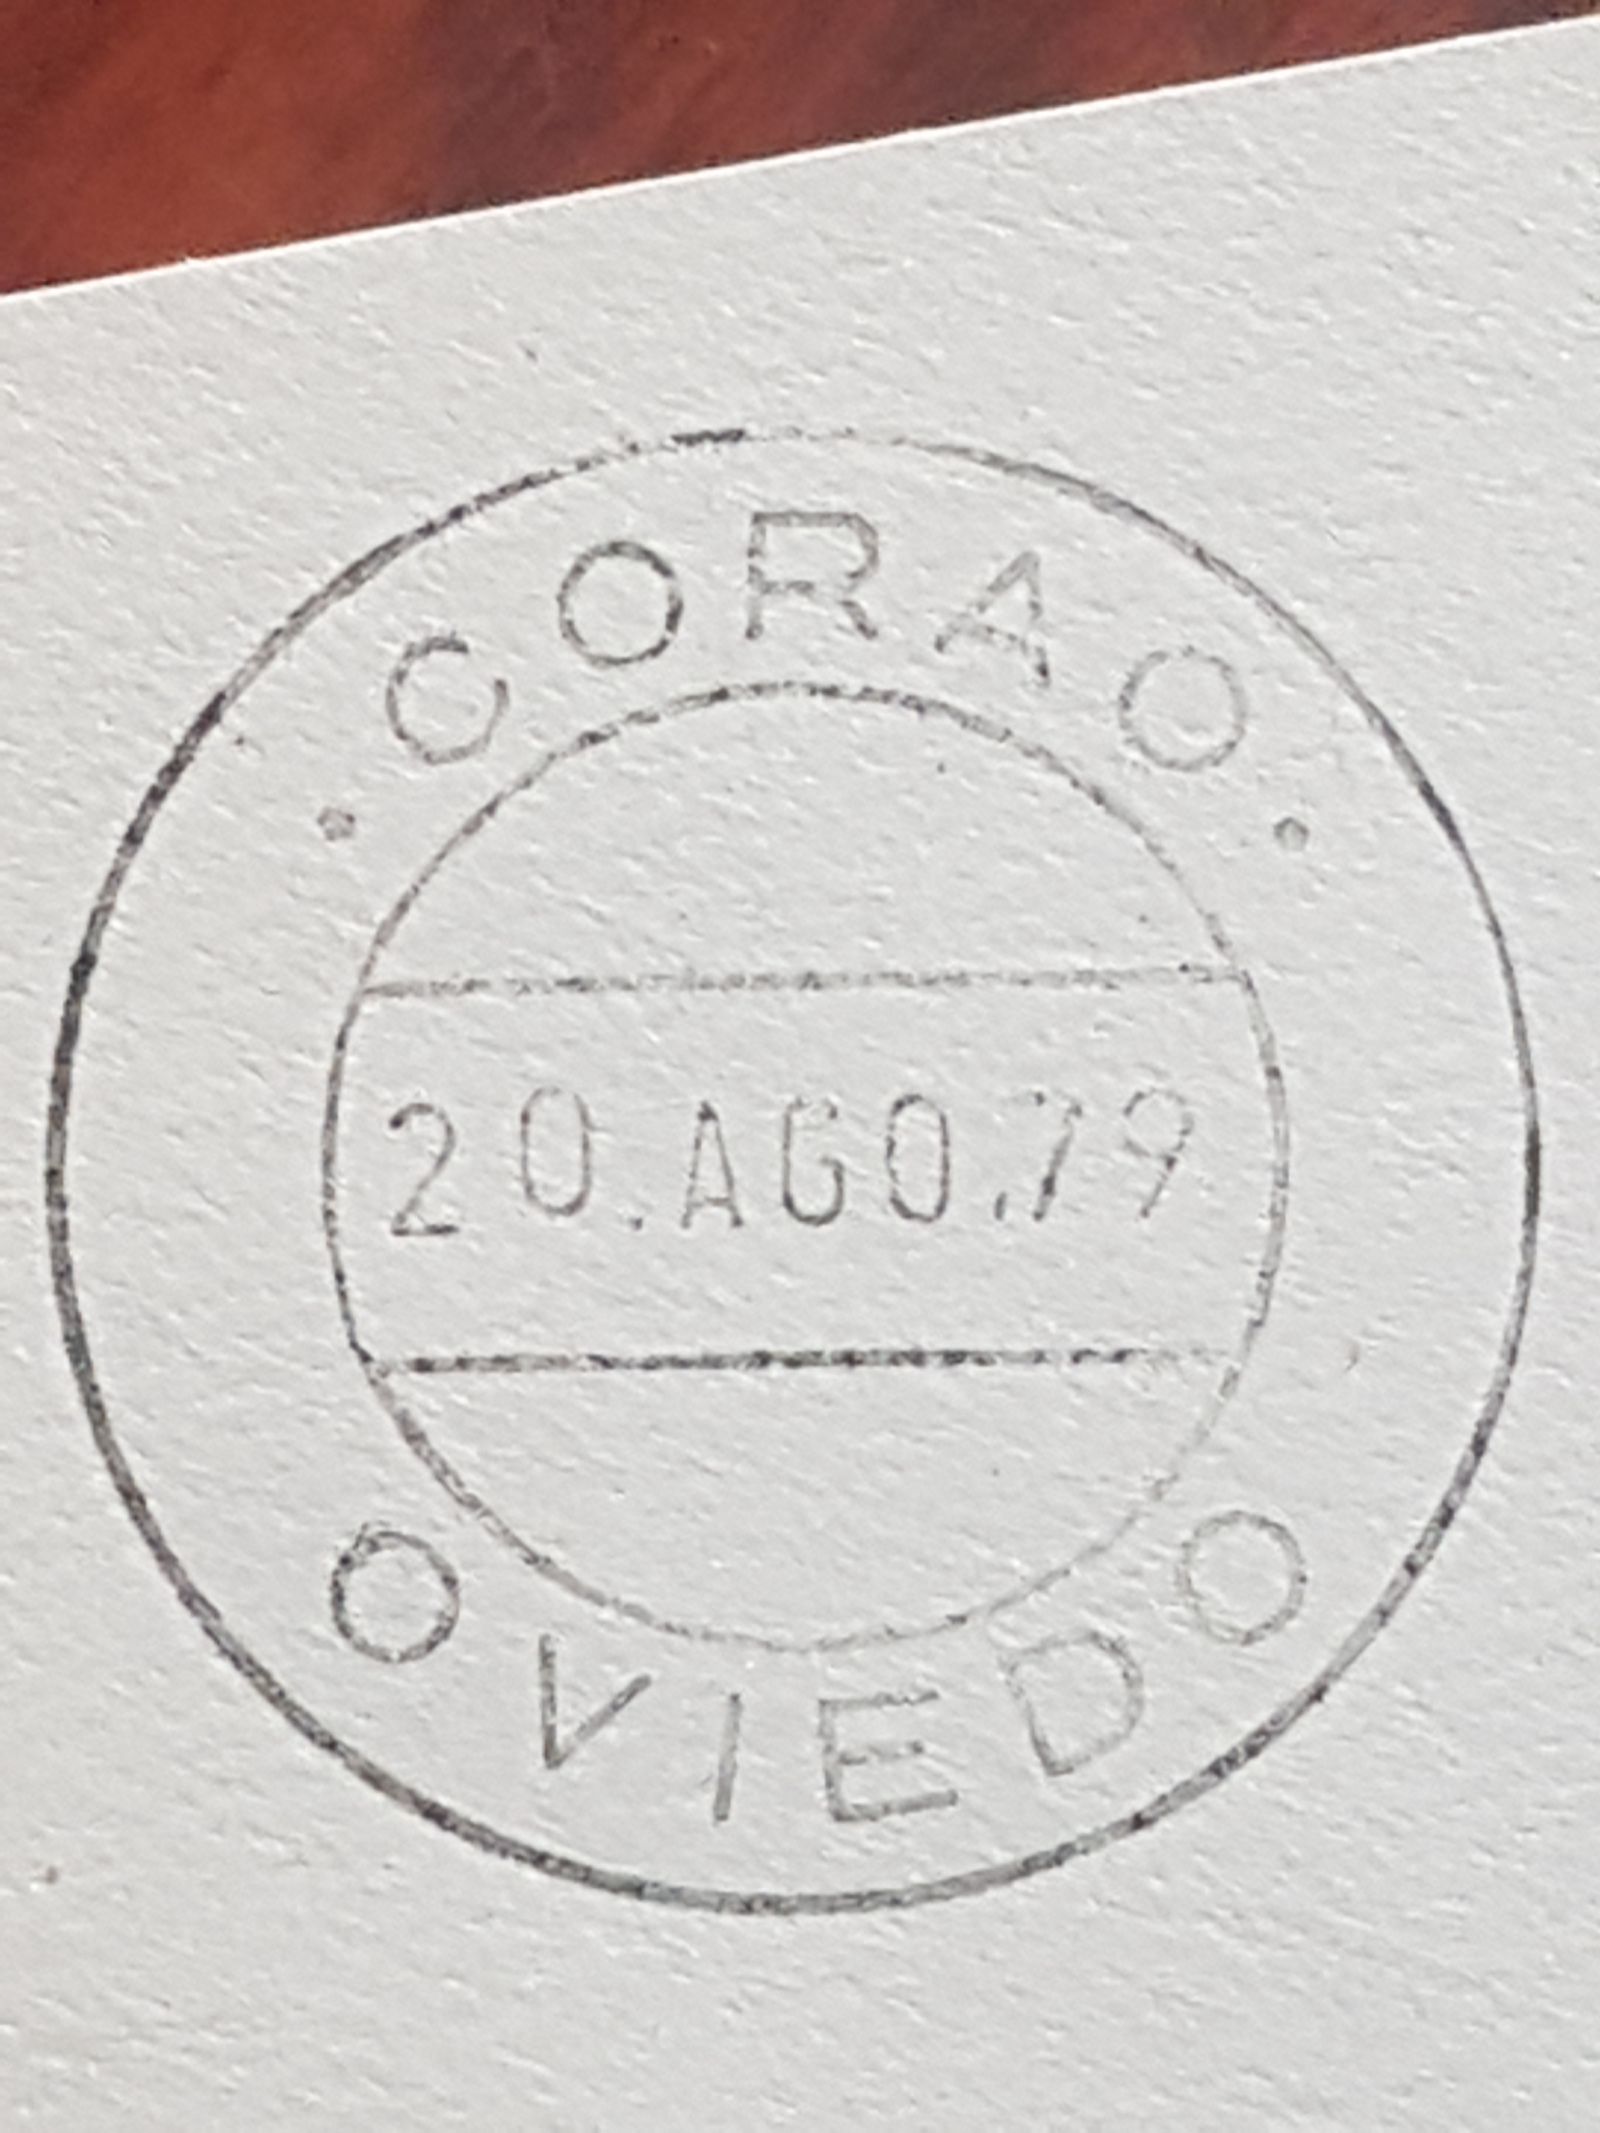 · CORAO ·
20.AGO.79
OVIEDO